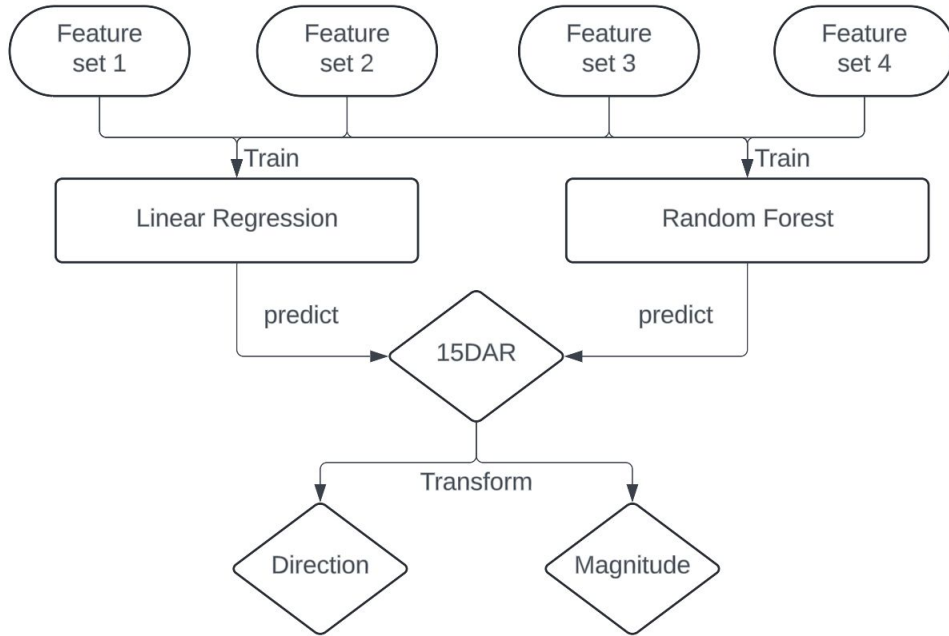 Feature
set 1
Feature
set 2
Feature
set 3
Feature
set 4
Train
Train
Linear Regression
Random Forest
predict
predict
15DAR
Transform
Direction
Magnitude